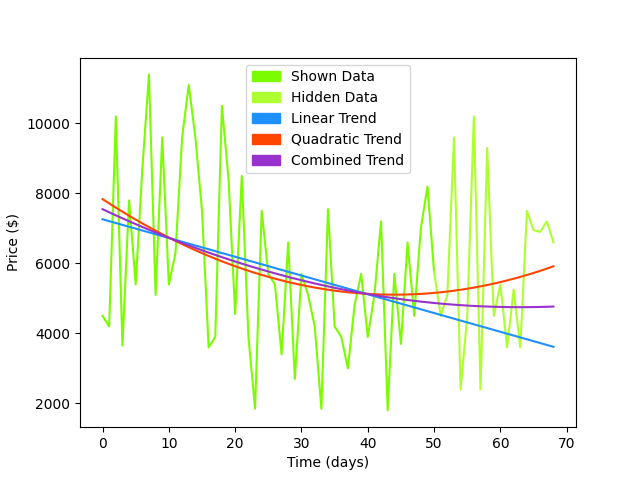 Shown Data
Hidden Data
Linear Trend
Quadratic Trend
Combined Trend
Price ($)
10000
8000
6000
4000
2000
0 10 20 30 40 50 60 70
Time (days)